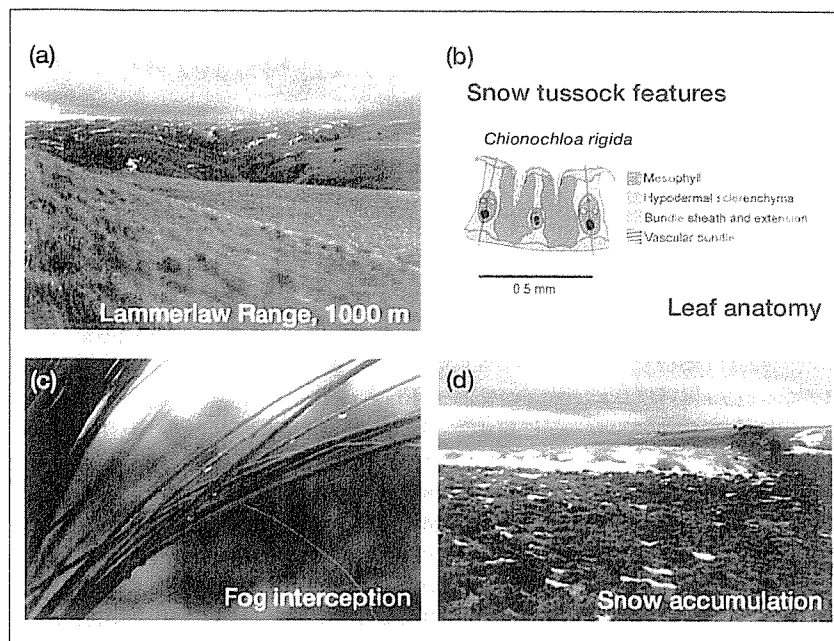 (a)
Lammerlaw Range, 1000 m
(b)
Snow tussock features
Chionochloa rigida
Mesophyll
Hypodermal sclerenchyma
Bundle sheath and extension
Vascular bundle
0.5 mm
Leaf anatomy
(c)
Fog interception
(d)
Snow accumulation